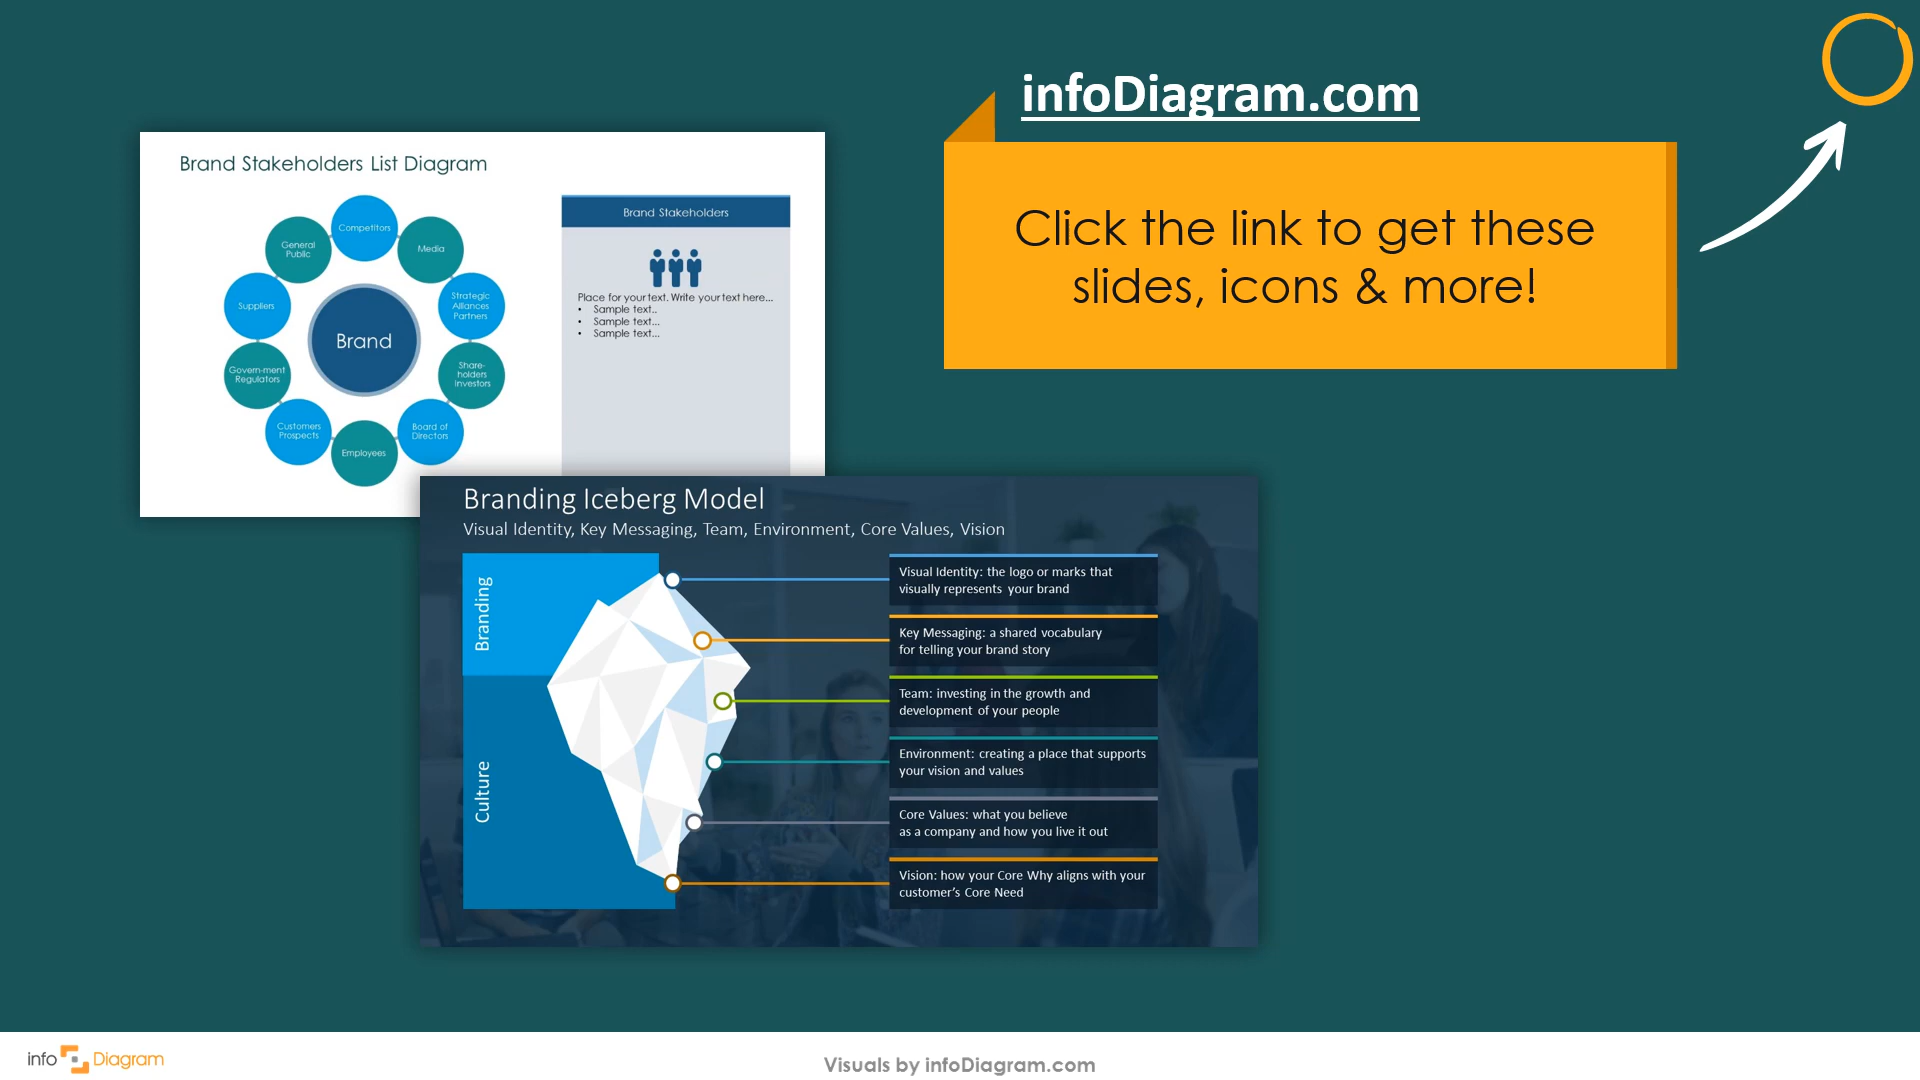 infoDiagram.com
Click the link to get these
slides, icons & more!
Brand Stakeholders List Diagram
Competitors
Media
Strategic
Alliances
Partners
Share-
holders
Investors
Board of
Directors
Employees
Customers
Prospects
Govern-ment
Regulators
Suppliers
General
Public
Brand
Brand Stakeholders
Place for your text. Write your text here...
• Sample text..
• Sample text...
• Sample text...
Branding Iceberg Model
Visual Identity, Key Messaging, Team, Environment, Core Values, Vision
Branding
Culture
Visual Identity: the logo or marks that
visually represents your brand
Key Messaging: a shared vocabulary
for telling your brand story
Team: investing in the growth and
development of your people
Environment: creating a place that supports
your vision and values
Core Values: what you believe
as a company and how you live it out
Vision: how your Core Why aligns with your
customer's Core Need
info Diagram
Visuals by infoDiagram.com